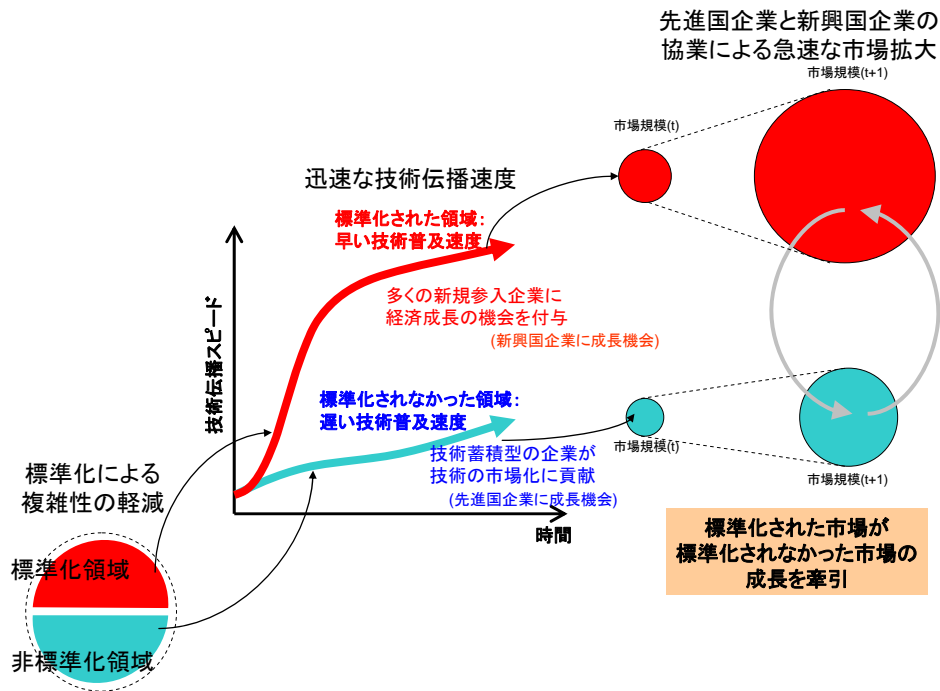 先進国企業と新興国企業の
協業による急速な市場拡大
市場規模(t+1)
市場規模(t)
迅速な技術伝播速度
標準化された領域：
早い技術普及速度
多くの新規参入企業に
経済成長の機会を付与
(新興国企業に成長機会)
技術伝播スピード
標準化されなかった領域：
遅い技術普及速度
技術蓄積型の企業が
技術の市場化に貢献
(先進国企業に成長機会)
市場規模(t)
市場規模(t+1)
時間
標準化による
複雑性の軽減
標準化領域
非標準化領域
標準化された市場が
標準化されなかった市場の
成長を牽引